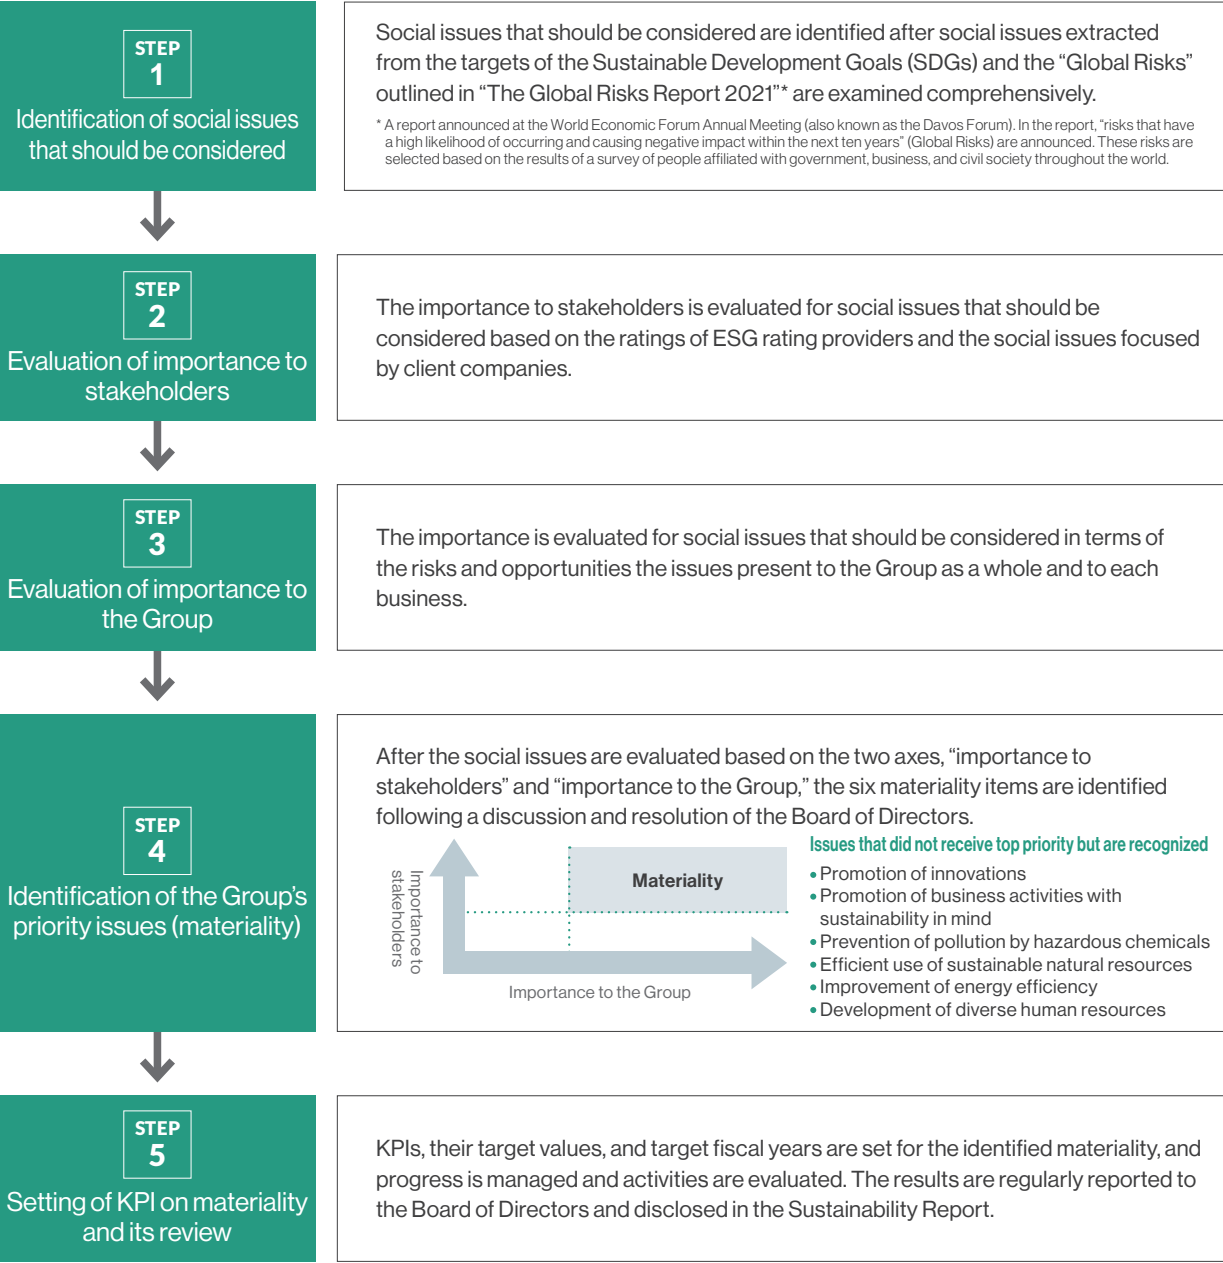 STEP
1
Identification of social issues
that should be considered
Social issues that should be considered are identified after social issues extracted
from the targets of the Sustainable Development Goals (SDGs) and the “Global Risks”
outlined in “The Global Risks Report 2021”* are examined comprehensively.
* A report announced at the World Economic Forum Annual Meeting (also known as the Davos Forum). In the report, “risks that have
a high likelihood of occurring and causing negative impact within the next ten years” (Global Risks) are announced. These risks are
selected based on the results of a survey of people affiliated with government, business, and civil society throughout the world.
STEP
2
Evaluation of importance to
stakeholders
The importance to stakeholders is evaluated for social issues that should be
considered based on the ratings of ESG rating providers and the social issues focused
by client companies.
STEP
3
Evaluation of importance to
the Group
The importance is evaluated for social issues that should be considered in terms of
the risks and opportunities the issues present to the Group as a whole and to each
business.
STEP
4
Identification of the Group’s
priority issues (materiality)
After the social issues are evaluated based on the two axes, “importance to
stakeholders” and “importance to the Group,” the six materiality items are identified
following a discussion and resolution of the Board of Directors.
Importance to
stakeholders
Materiality
Importance to the Group
Issues that did not receive top priority but are recognized
• Promotion of innovations
• Promotion of business activities with
sustainability in mind
• Prevention of pollution by hazardous chemicals
• Efficient use of sustainable natural resources
• Improvement of energy efficiency
• Development of diverse human resources
STEP
5
Setting of KPI on materiality
and its review
KPIs, their target values, and target fiscal years are set for the identified materiality, and
progress is managed and activities are evaluated. The results are regularly reported to
the Board of Directors and disclosed in the Sustainability Report.